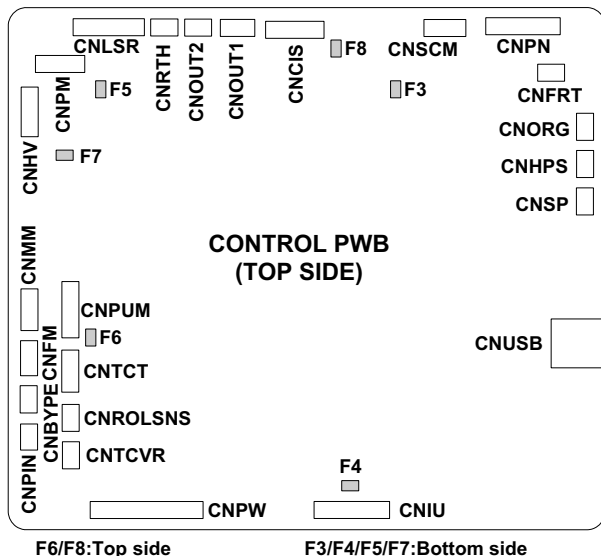 CNLSR
CNPM
F5
CNRTH
CNOUT2
CNOUT1
CNCIS
F8
CNSCM
F3
CNPN
CNFRT
CNORG
CNHPS
CNSP
CNHV
F7
CONTROL PWB
(TOP SIDE)
CNMM
CNPUM
F6
CNFM
CNTCT
CNUSB
CNBYPE
CNROLSNS
CNPIN
CNTCVR
F4
CNPW
CNIU
F6/F8:Top side
F3/F4/F5/F7:Bottom side